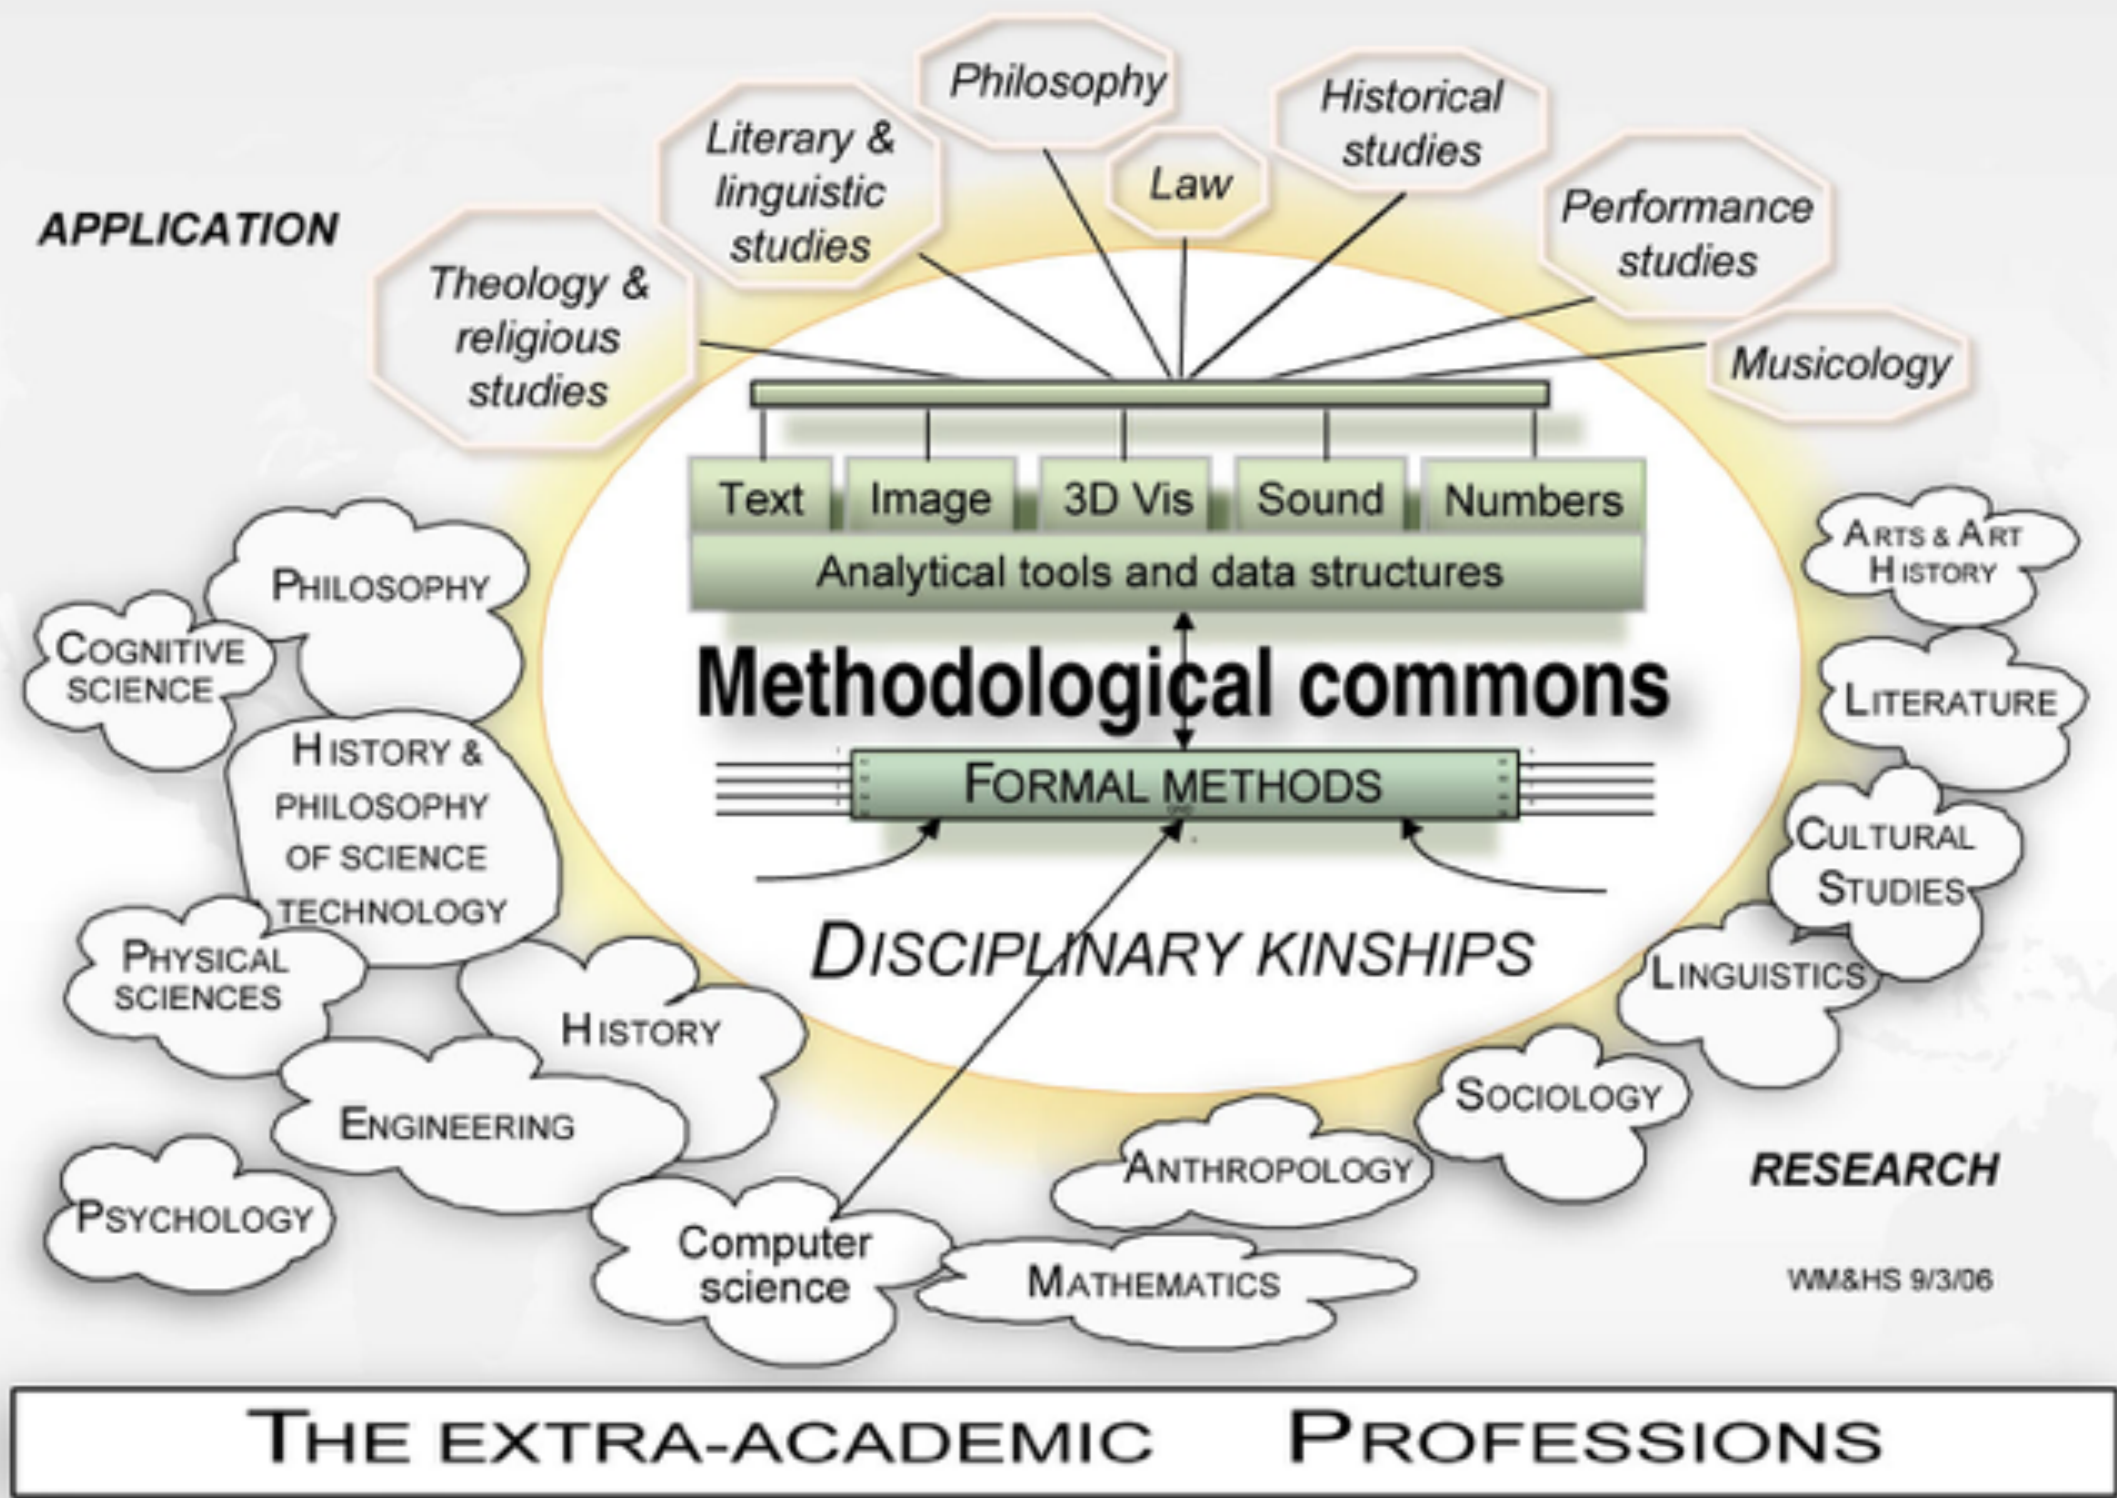 Philosophy
Historical
studies
Literary &
linguistic
studies
Law
Performance
studies
APPLICATION
Theology &
religious
studies
Musicology
Text
Image
3D Vis
Sound
Numbers
Analytical tools and data structures
Methodological commons
FORMAL METHODS
DISCIPLINARY KINSHIPS
PHILOSOPHY
COGNITIVE
SCIENCE
HISTORY &
PHILOSOPHY
OF SCIENCE
TECHNOLOGY
PHYSICAL
SCIENCES
HISTORY
ENGINEERING
PSYCHOLOGY
Computer
science
MATHEMATICS
ANTHROPOLOGY
SOCIOLOGY
LINGUISTICS
CULTURAL
STUDIES
LITERATURE
ARTS & ART
HISTORY
RESEARCH
WM&HS 9/3/06
THE EXTRA-ACADEMIC PROFESSIONS